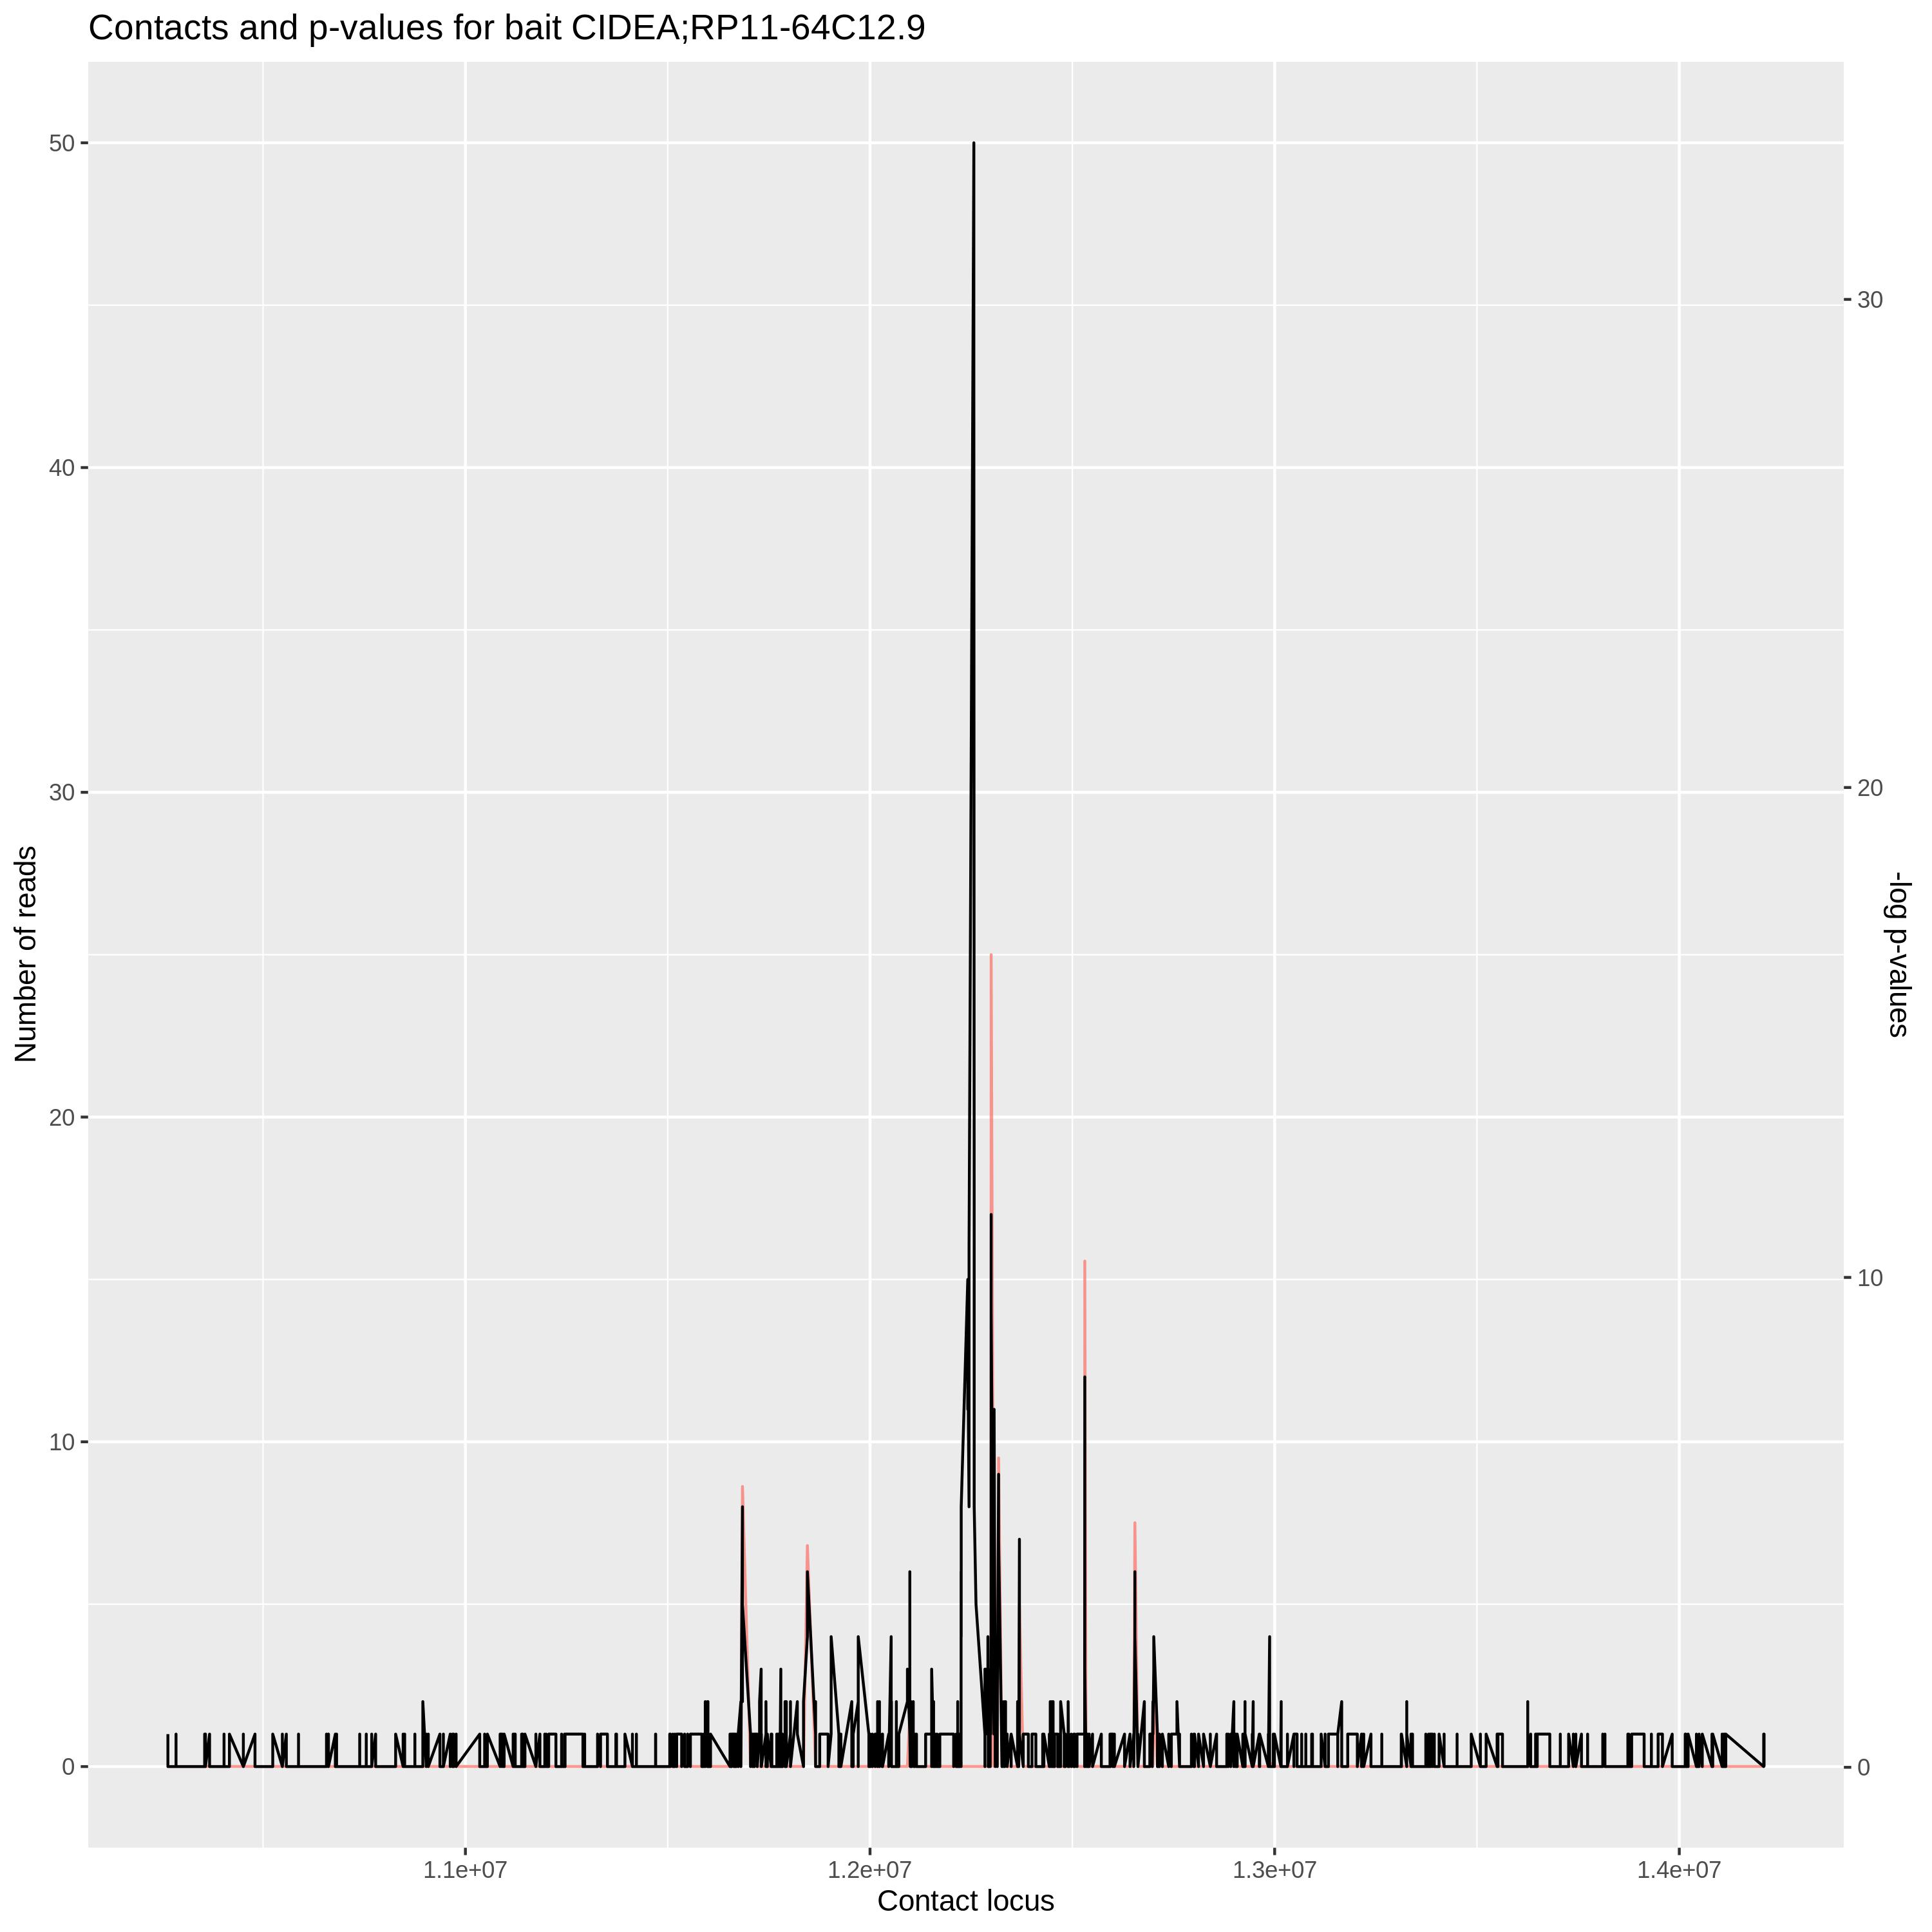 Contacts and p-values for bait CIDEA;RP11-64C12.9
50
40
30
20
10
0
Number of reads
30
20
10
0
-log p-values
1.1e+07
1.2e+07
1.3e+07
1.4e+07
Contact locus